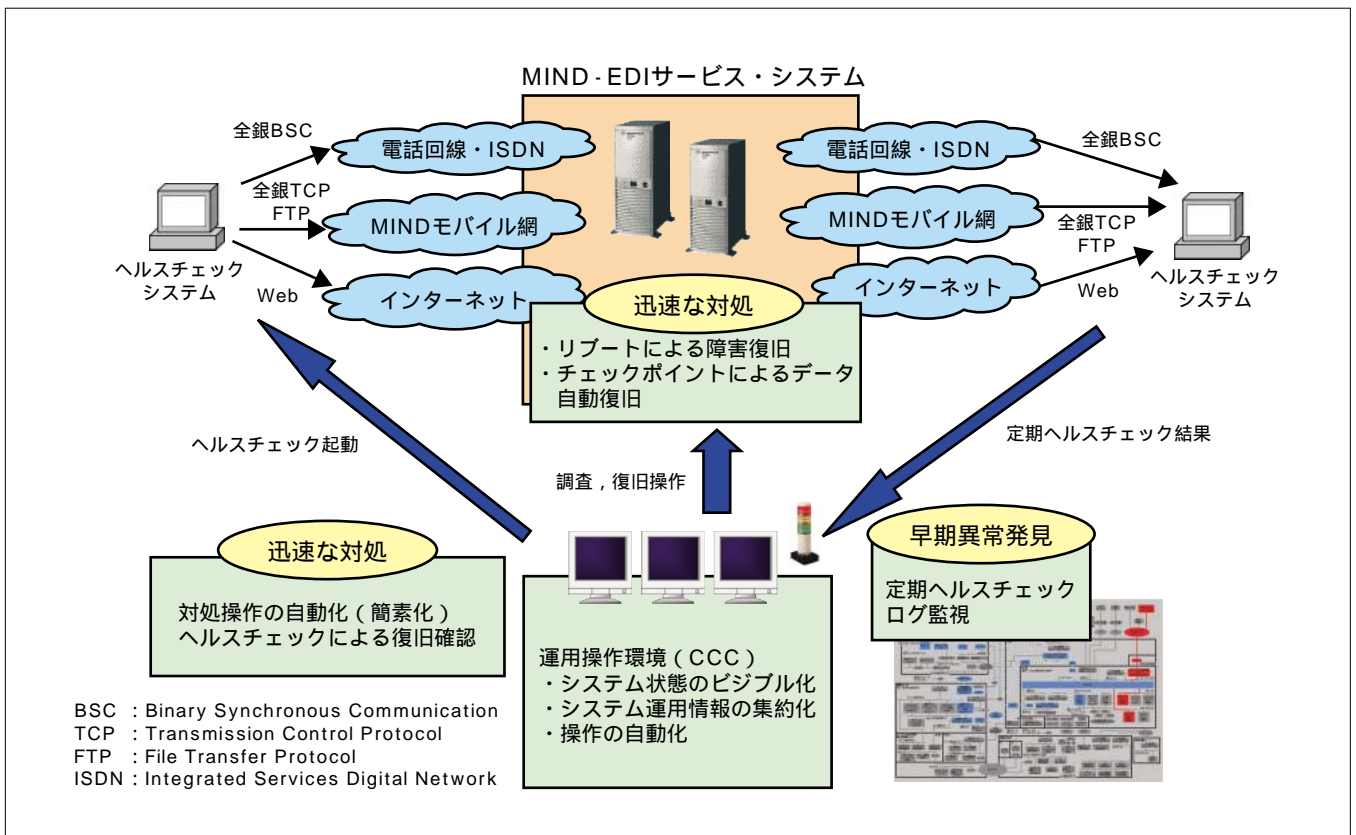 MIND-EDIサービス・システム
全銀BSC
電話回線・ISDN
電話回線・ISDN
全銀BSC
全銀TCP
FTP
MINDモバイル網
MINDモバイル網
全銀TCP
FTP
ヘルスチェック
システム
Web
インターネット
インターネット
Web
ヘルスチェック
システム
迅速な対処
・リブートによる障害復旧
・チェックポイントによるデータ
自動復旧
ヘルスチェック起動
調査，復旧操作
定期ヘルスチェック結果
迅速な対処
対処操作の自動化（簡素化）
ヘルスチェックによる復旧確認
運用操作環境（CCC）
・システム状態のビジブル化
・システム運用情報の集約化
・操作の自動化
早期異常発見
定期ヘルスチェック
ログ監視
BSC : Binary Synchronous Communication
TCP : Transmission Control Protocol
FTP : File Transfer Protocol
ISDN : Integrated Services Digital Network